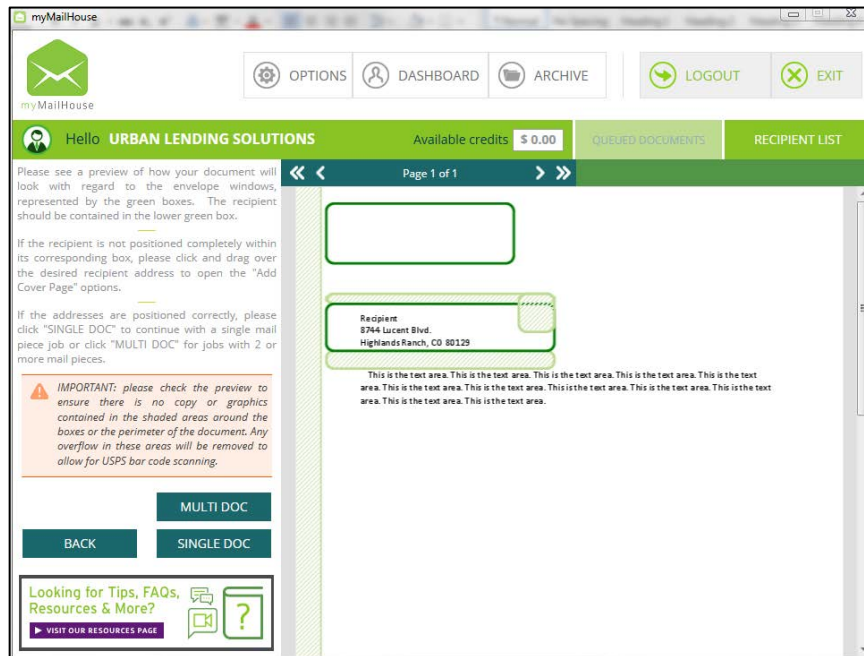 myMailHouse
myMailHouse
OPTIONS
DASHBOARD
ARCHIVE
LOGOUT
EXIT
Hello URBAN LENDING SOLUTIONS
Available credits $ 0.00
QUEUED DOCUMENTS
RECIPIENT LIST
Please see a preview of how your document will
look with regard to the envelope windows,
represented by the green boxes. The recipient
should be contained in the lower green box.
If the recipient is not positioned completely within
its corresponding box, please click and drag over
the desired recipient address to open the "Add
Cover Page" options.
If the addresses are positioned correctly, please
click "SINGLE DOC" to continue with a single mail
piece job or click "MULTI DOC" for jobs with 2 or
more mail pieces.
IMPORTANT: please check the preview to
ensure there is no copy or graphics
contained in the shaded areas around the
boxes or the perimeter of the document. Any
overflow in these areas will be removed to
allow for USPS bar code scanning.
MULTI DOC
BACK
SINGLE DOC
Looking for Tips, FAQs,
Resources & More?
VISIT OUR RESOURCES PAGE
?
Page 1 of 1
Recipient
8744 Lucent Blvd.
Highlands Ranch, CO 80129
This is the text area. This is the text area. This is the text area. This is the text area. This is the text
area. This is the text area. This is the text area. This is the text area. This is the text area. This is the text
area. This is the text area. This is the text area.